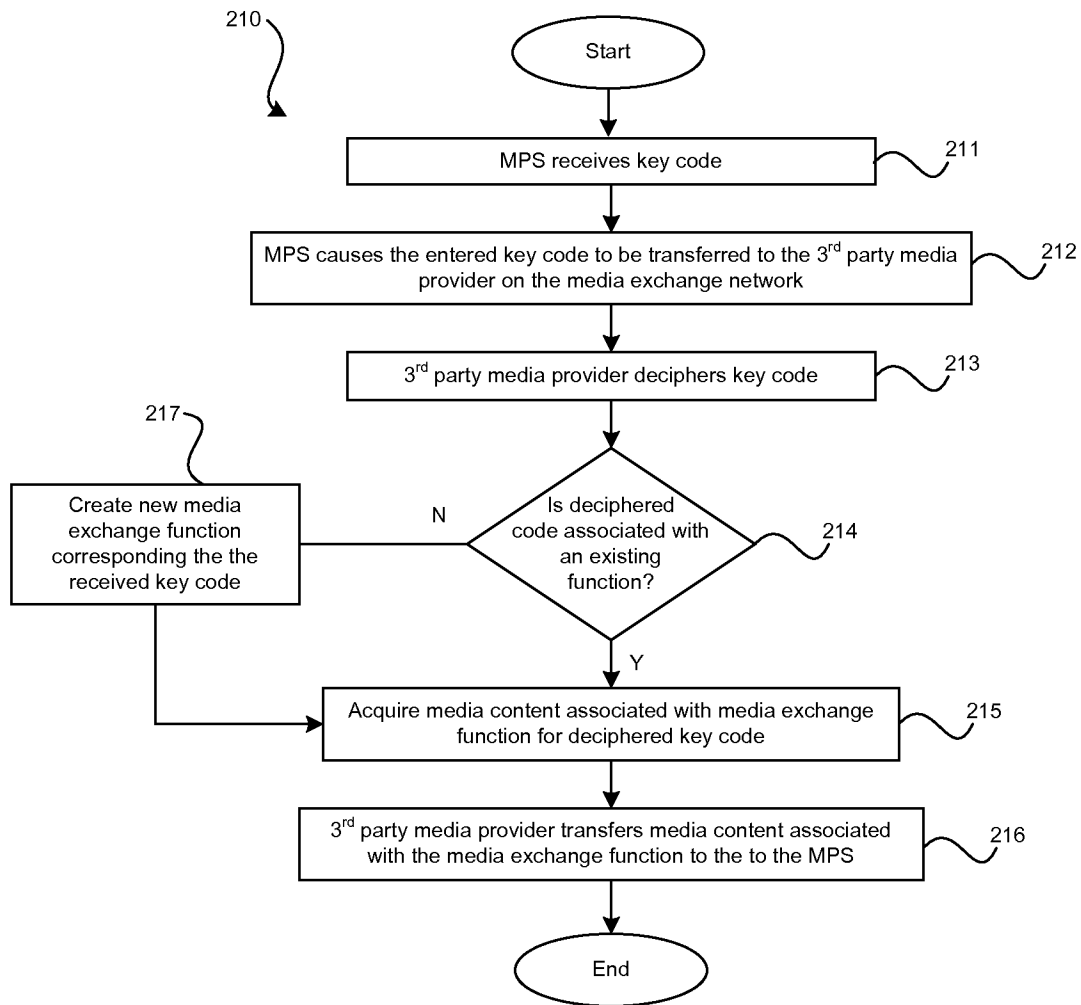 210
Start
MPS receives key code
211
MPS causes the entered key code to be transferred to the 3rd party media
provider on the media exchange network
212
3rd party media provider deciphers key code
213
217
Create new media
exchange function
corresponding the the
received key code
N
Is deciphered
code associated with
an existing
function?
214
Y
Acquire media content associated with media exchange
function for deciphered key code
215
3rd party media provider transfers media content associated
with the media exchange function to the to the MPS
216
End